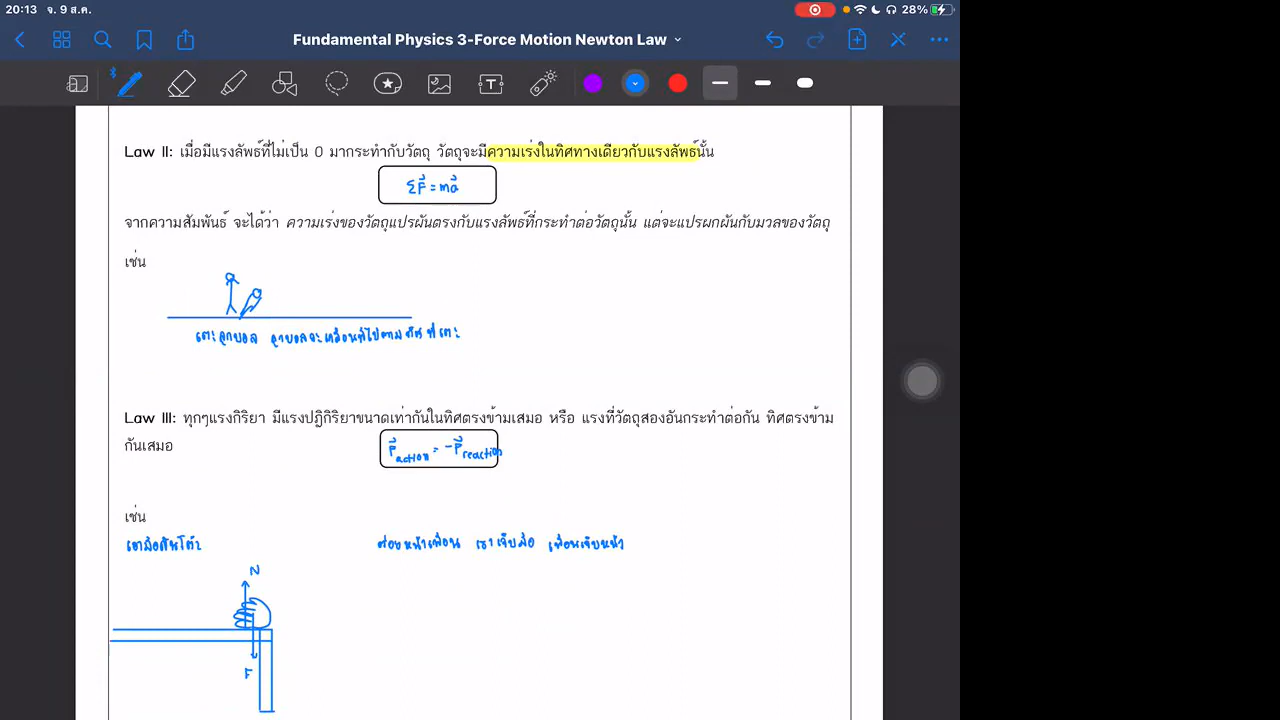 20:13 จ. 9 ส.ค.
28%
Fundamental Physics 3-Force Motion Newton Law
Law II: เมื่อมีแรงลัพธ์ที่ไม่เป็น 0 มากระทำกับวัตถุ วัตถุจะมีความเร่งในทิศทางเดียวกับแรงลัพธ์นั้น
ΣF⃗ = ma⃗
จากความสัมพันธ์ จะได้ว่า ความเร่งของวัตถุแปรผันตรงกับแรงลัพธ์ที่กระทำต่อวัตถุนั้น แต่จะแปรผกผันกับมวลของวัตถุ
เช่น
เตะลูกบอล ลูกบอลจะเคลื่อนที่ไปตามทิศที่เตะ
Law III: ทุกๆแรงกิริยา มีแรงปฏิกิริยาขนาดเท่ากันในทิศตรงข้ามเสมอ หรือ แรงที่วัตถุสองอันกระทำต่อกัน ทิศตรงข้าม
กันเสมอ
F⃗action = -F⃗reaction
เช่น
เอามือดันโต๊ะ
ต่อยหน้าเพื่อน เราเจ็บมือ เพื่อนเจ็บหน้า
N
F